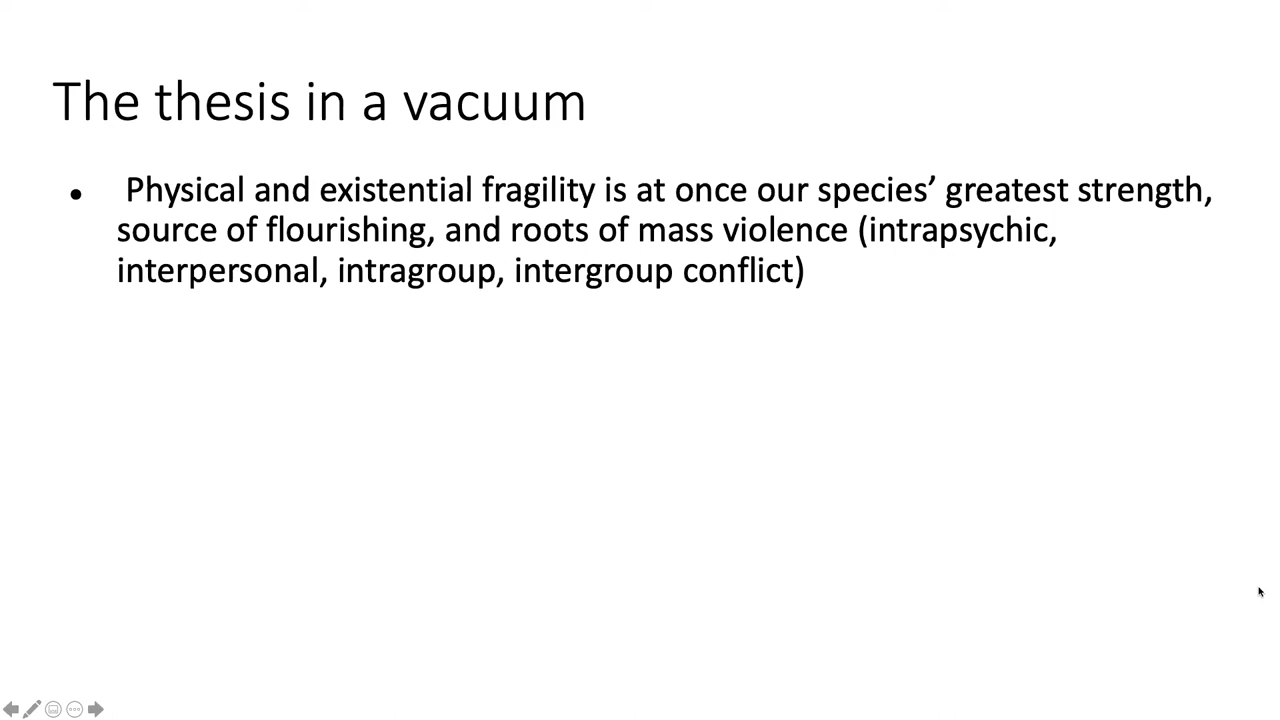 The thesis in a vacuum
• Physical and existential fragility is at once our species’ greatest strength,
source of flourishing, and roots of mass violence (intrapsychic,
interpersonal, intragroup, intergroup conflict)